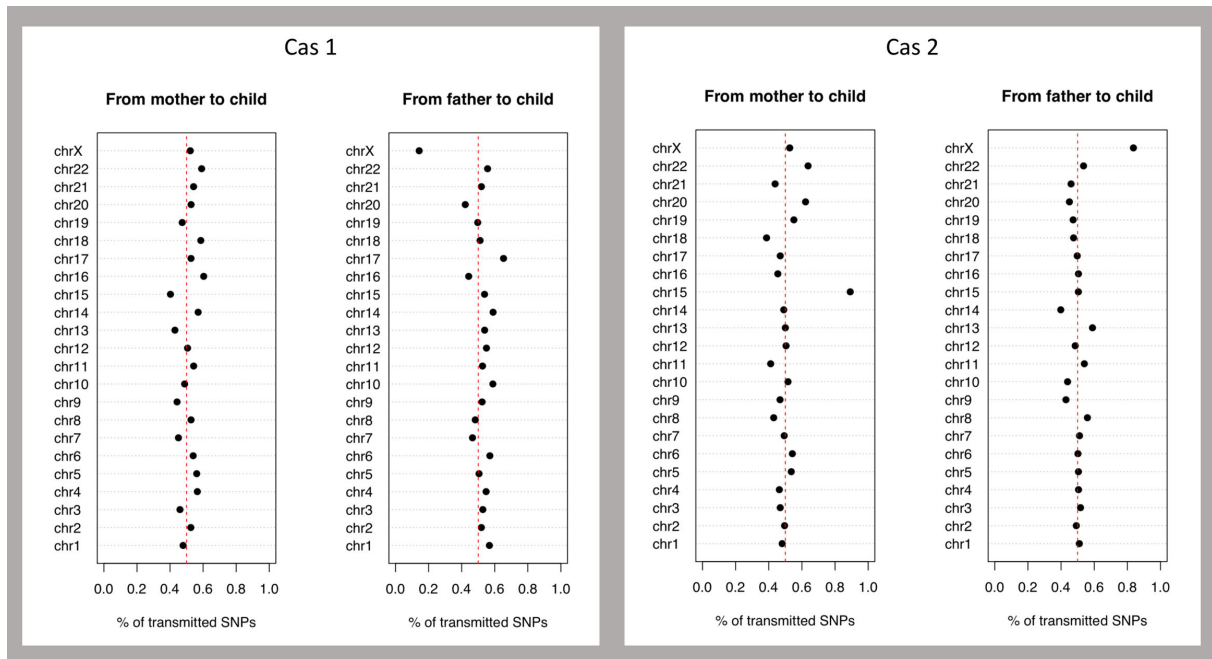 Cas 1
From mother to child
chrX
chr22
chr21
chr20
chr19
chr18
chr17
chr16
chr15
chr14
chr13
chr12
chr11
chr10
chr9
chr8
chr7
chr6
chr5
chr4
chr3
chr2
chr1
0.0 0.2 0.4 0.6 0.8 1.0
% of transmitted SNPs
From father to child
chrX
chr22
chr21
chr20
chr19
chr18
chr17
chr16
chr15
chr14
chr13
chr12
chr11
chr10
chr9
chr8
chr7
chr6
chr5
chr4
chr3
chr2
chr1
0.0 0.2 0.4 0.6 0.8 1.0
% of transmitted SNPs
Cas 2
From mother to child
chrX
chr22
chr21
chr20
chr19
chr18
chr17
chr16
chr15
chr14
chr13
chr12
chr11
chr10
chr9
chr8
chr7
chr6
chr5
chr4
chr3
chr2
chr1
0.0 0.2 0.4 0.6 0.8 1.0
% of transmitted SNPs
From father to child
chrX
chr22
chr21
chr20
chr19
chr18
chr17
chr16
chr15
chr14
chr13
chr12
chr11
chr10
chr9
chr8
chr7
chr6
chr5
chr4
chr3
chr2
chr1
0.0 0.2 0.4 0.6 0.8 1.0
% of transmitted SNPs